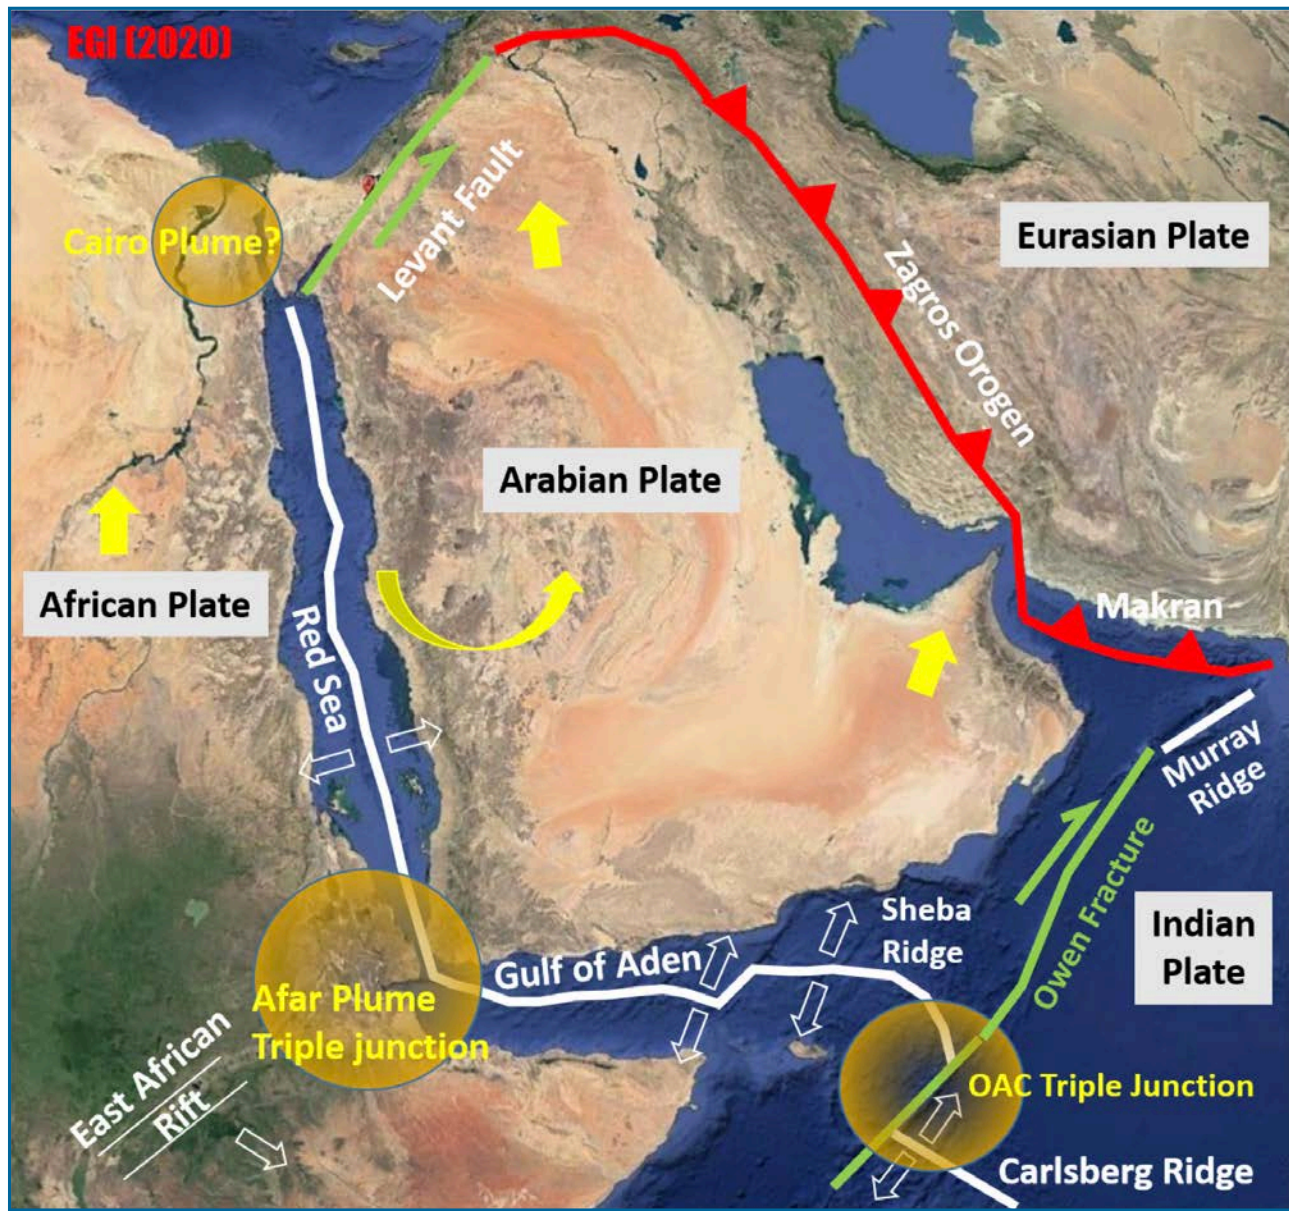 EGI (2020)
Cairo Plume?
Levant Fault
Zagros Orogen
Eurasian Plate
Arabian Plate
African Plate
Red Sea
Makran
Murray
Ridge
Owen Fracture
Indian
Plate
Sheba
Ridge
Gulf of Aden
Afar Plume
Triple junction
East African
Rift
OAC Triple Junction
Carlsberg Ridge